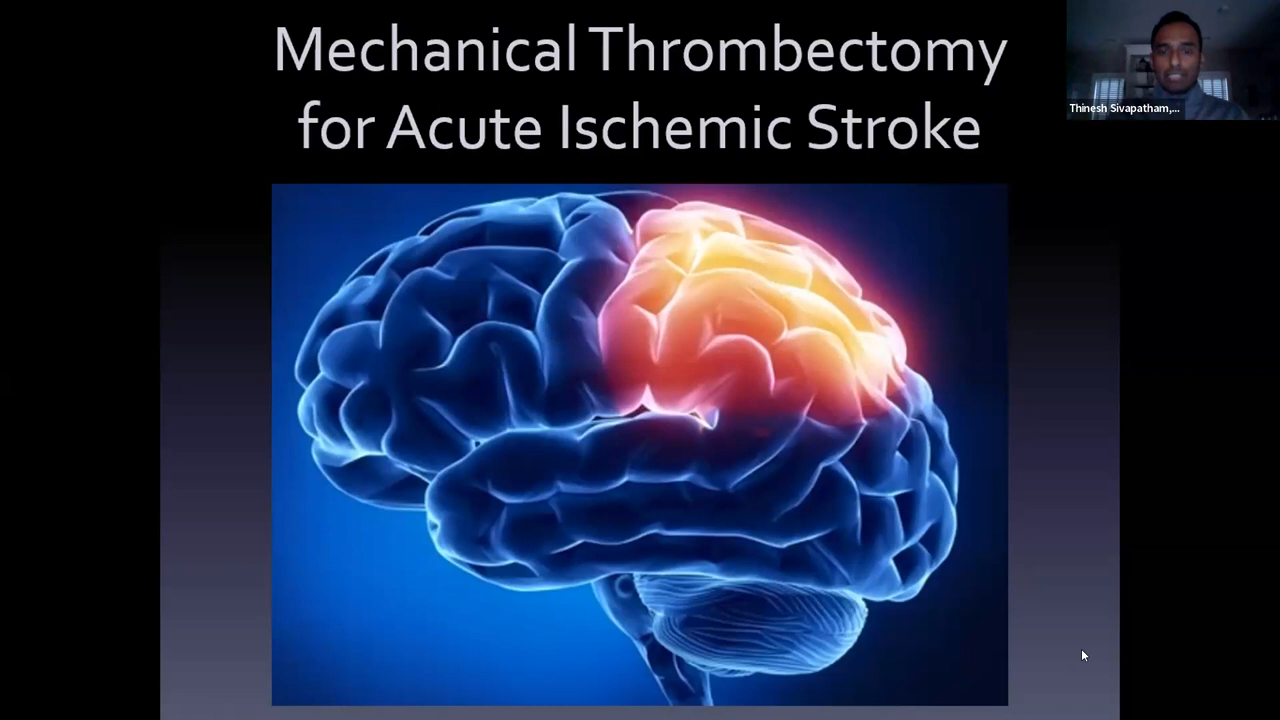 Mechanical Thrombectomy
for Acute Ischemic Stroke
Thinesh Sivapatham,...